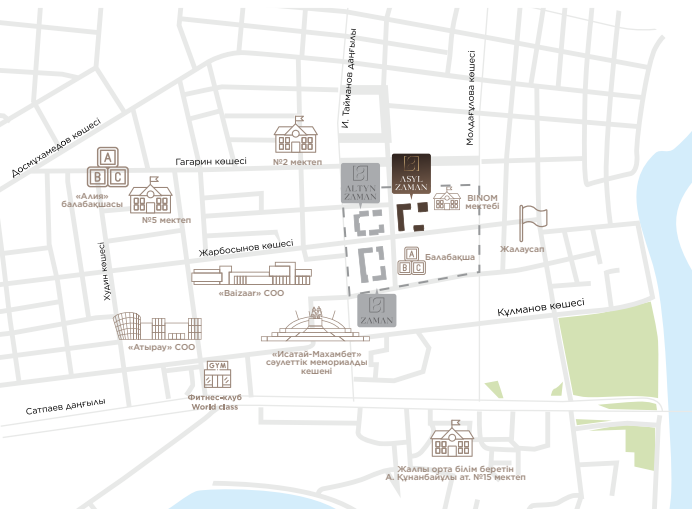 И. Тайманов даңғылы
Молдағұлова көшесі
Досмұхамедов көшесі
Гагарин көшесі
№2 мектеп
A
B C
«Алия»
балабақшасы
№5 мектеп
ALTYN
ZAMAN
ASYL
ZAMAN
BINOM
мектебі
Жалаусап
Худин көшесі
Жарбосынов көшесі
A
B C
Балабақша
«Baizaar» СОО
ZAMAN
Құлманов көшесі
«Атырау» СОО
«Исатай-Махамбет»
сәулеттік мемориалды
кешені
GYM
Фитнес-клуб
World class
Сатпаев даңғылы
Жалпы орта білім беретін
А. Құнанбайұлы ат. №15 мектеп